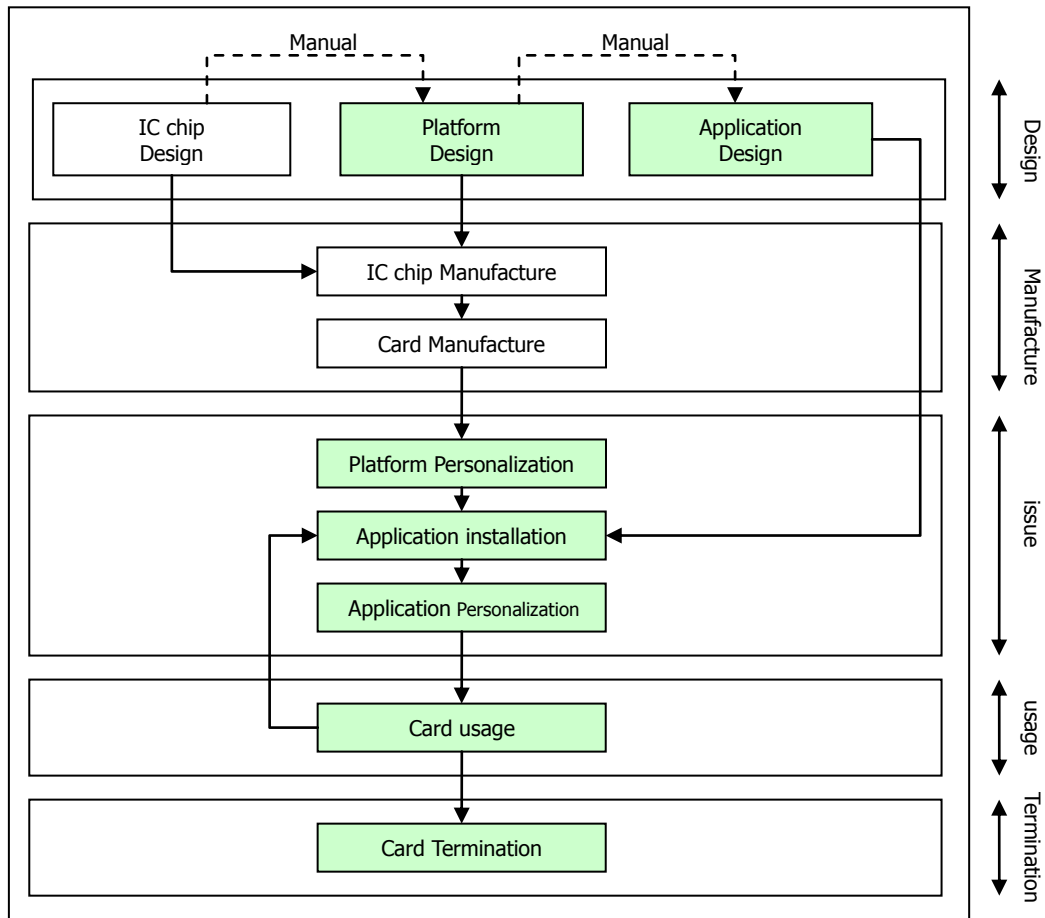 Manual
Manual
IC chip
Design
Platform
Design
Application
Design
Design
IC chip Manufacture
Card Manufacture
Manufacture
Platform Personalization
Application installation
Application Personalization
issue
Card usage
usage
Card Termination
Termination